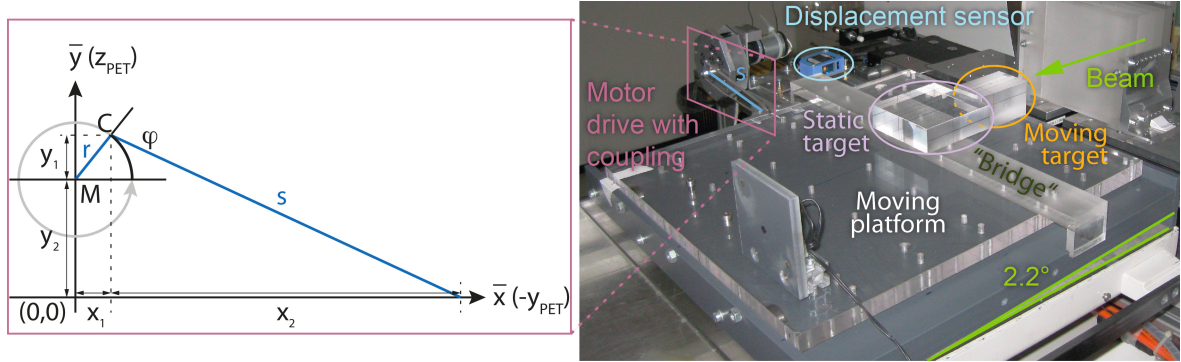 y̅ (z_PET)
C
φ
y₁
r
M
s
y₂
(0,0)
x₁
x₂
x̅ (-y_PET)
Displacement sensor
s
Beam
Motor
drive with
coupling
Static
target
Moving
target
"Bridge"
Moving
platform
2.2°